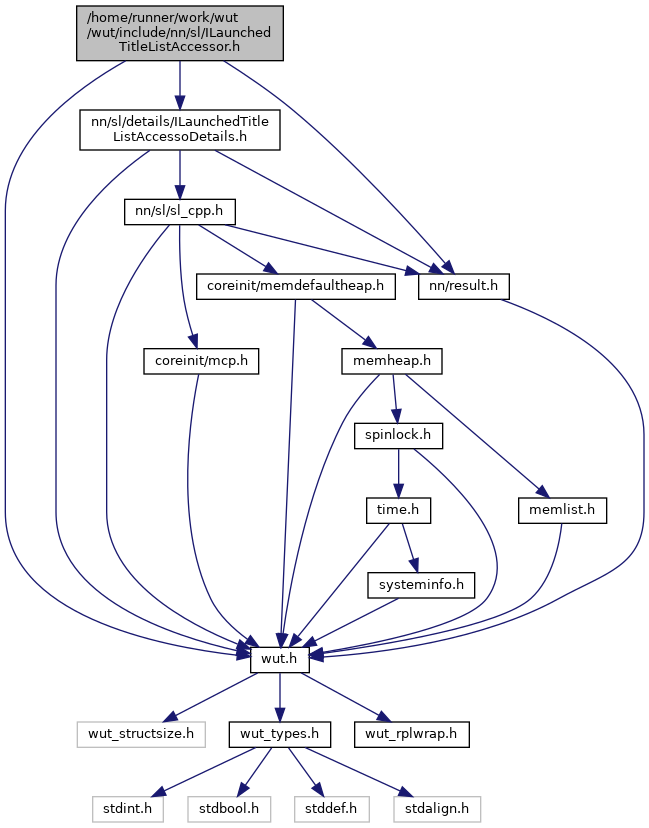 /home/runner/work/wut
/wut/include/nn/sl/ILaunched
TitleListAccessor.h
nn/sl/details/ILaunchedTitle
ListAccessoDetails.h
nn/sl/sl_cpp.h
coreinit/memdefaultheap.h
nn/result.h
coreinit/mcp.h
memheap.h
spinlock.h
time.h
memlist.h
systeminfo.h
wut.h
wut_structsize.h
wut_types.h
wut_rplwrap.h
stdint.h
stdbool.h
stddef.h
stdalign.h